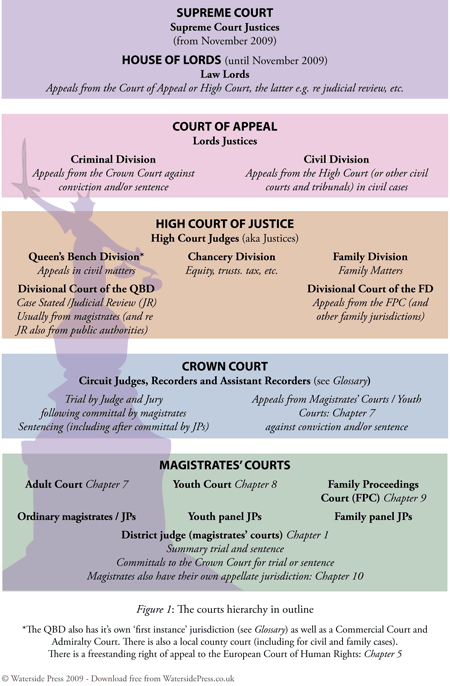 SUPREME COURT
Supreme Court Justices
(from November 2009)
HOUSE OF LORDS (until November 2009)
Law Lords
Appeals from the Court of Appeal or High Court, the latter e.g. re judicial review, etc.
COURT OF APPEAL
Lords Justices
Criminal Division
Appeals from the Crown Court against
conviction and/or sentence
Civil Division
Appeals from the High Court (or other civil
courts and tribunals) in civil cases
HIGH COURT OF JUSTICE
High Court Judges (aka Justices)
Queen's Bench Division*
Appeals in civil matters
Divisional Court of the QBD
Case Stated /Judicial Review (JR)
Usually from magistrates (and re
JR also from public authorities)
Chancery Division
Equity, trusts. tax, etc.
Family Division
Family Matters
Divisional Court of the FD
Appeals from the FPC (and
other family jurisdictions)
CROWN COURT
Circuit Judges, Recorders and Assistant Recorders (see Glossary)
Trial by Judge and Jury
following committal by magistrates
Sentencing (including after committal by JPs)
Appeals from Magistrates' Courts / Youth
Courts: Chapter 7
against conviction and/or sentence
MAGISTRATES' COURTS
Adult Court Chapter 7
Youth Court Chapter 8
Family Proceedings
Court (FPC) Chapter 9
Ordinary magistrates / JPs
Youth panel JPs
Family panel JPs
District judge (magistrates' courts) Chapter 1
Summary trial and sentence
Committals to the Crown Court for trial or sentence
Magistrates also have their own appellate jurisdiction: Chapter 10
Figure 1: The courts hierarchy in outline
*The QBD also has it's own 'first instance' jurisdiction (see Glossary) as well as a Commercial Court and
Admiralty Court. There is also a local county court (including for civil and family cases).
There is a freestanding right of appeal to the European Court of Human Rights: Chapter 5
© Waterside Press 2009 - Download free from WatersidePress.co.uk